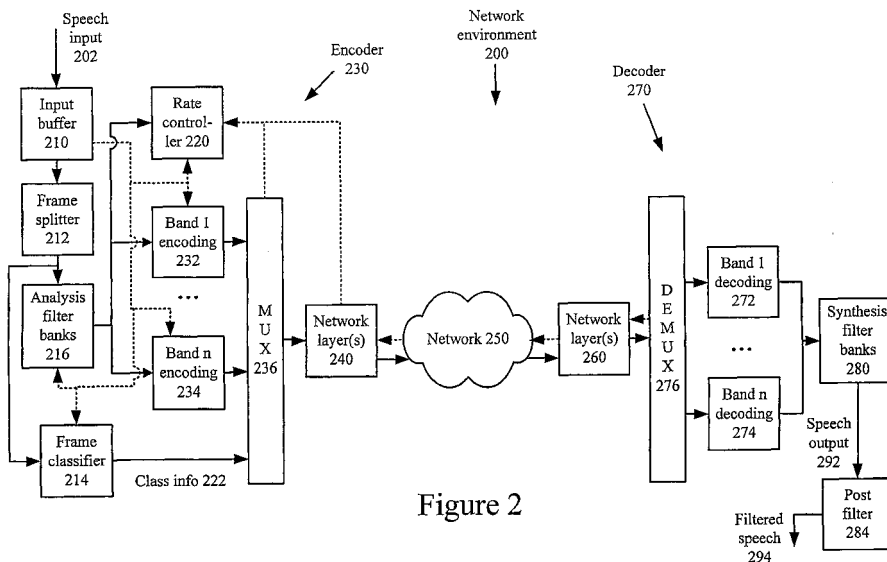 Speech
input
202
Network
environment
200
Encoder
230
Decoder
270
Input
buffer
210
Rate
control-
ler 220
Frame
splitter
212
Band 1
encoding
232
...
Analysis
filter
banks
216
Band n
encoding
234
M
U
X
236
Network
layer(s)
240
Network 250
Network
layer(s)
260
D
E
M
U
X
276
Band 1
decoding
272
...
Band n
decoding
274
Synthesis
filter
banks
280
Frame
classifier
214
Class info 222
Speech
output
292
Post
filter
284
Filtered
speech
294
Figure 2